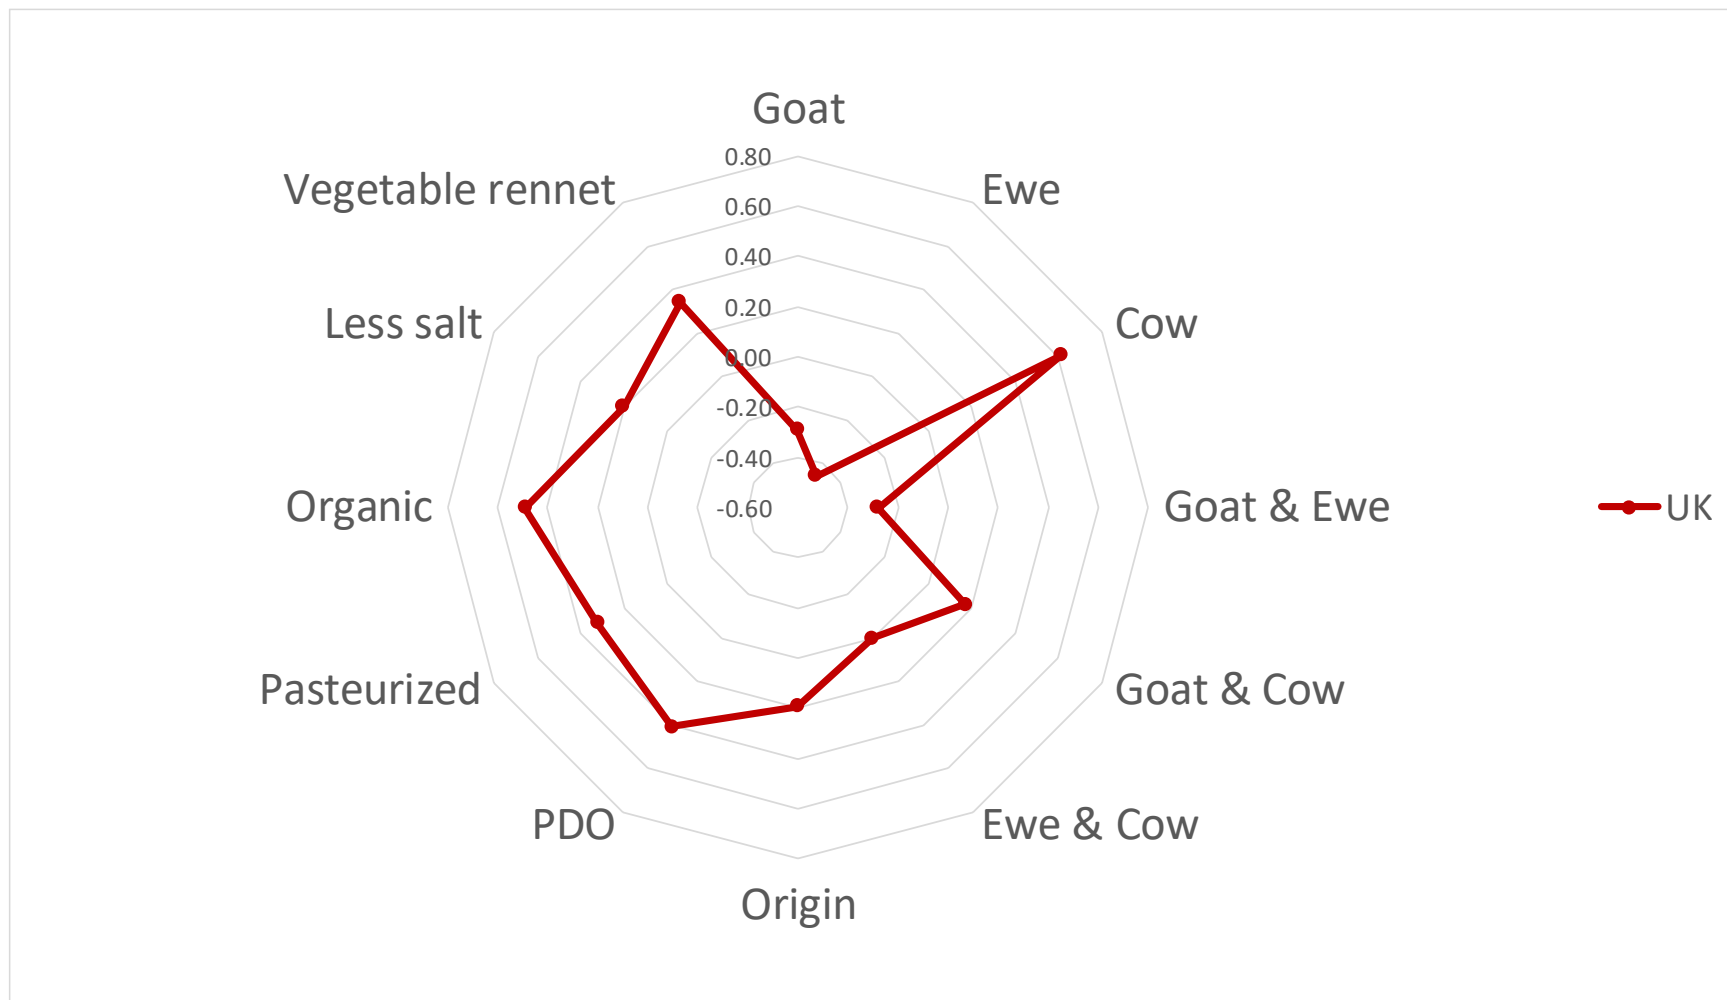 Goat
0.80
Vegetable rennet
Ewe
0.60
0.40
Less salt
Cow
0.20
0.00
-0.20
-0.40
Organic
-0.60
Goat & Ewe
UK
Pasteurized
Goat & Cow
PDO
Ewe & Cow
Origin